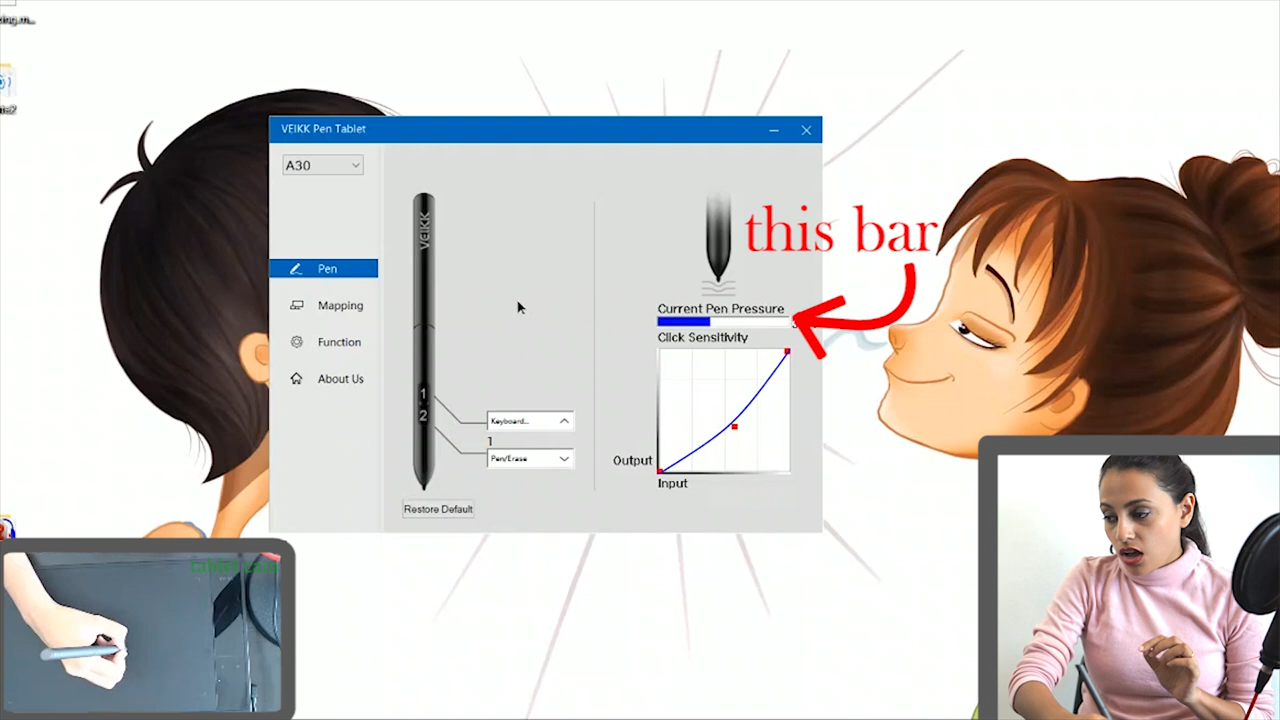 VEIKK Pen Tablet
A30
VEIKK
this bar
Pen
Mapping
Function
About Us
Current Pen Pressure
Click Sensitivity
1
2
Keyboard...
1
Pen/Erase
Output
Input
Restore Default